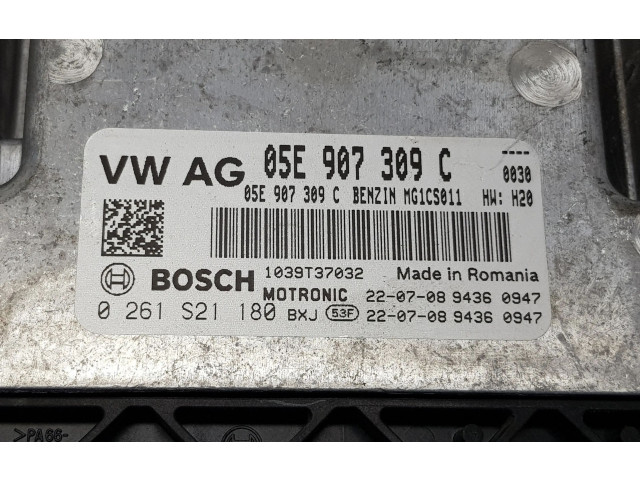 VW AG 05E 907 309 C ----
0030
05E 907 309 C BENZIN MG1CS011 HW: H20
BOSCH 1039T37032 Made in Romania
MOTRONIC 22-07-08 9436 0947
0 261 S21 180 BXJ 53F 22-07-08 9436 0947
>PA66-